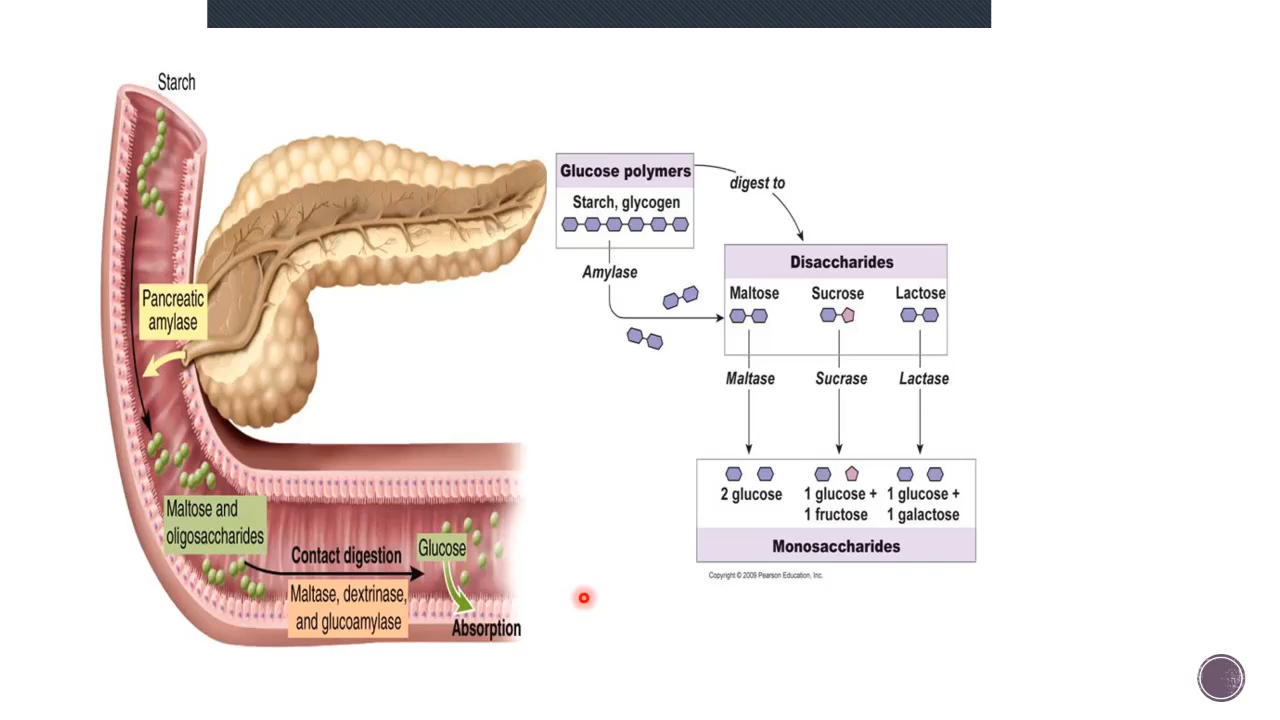 Starch
Pancreatic
amylase
Maltose and
oligosaccharides
Contact digestion
Glucose
Maltase, dextrinase,
and glucoamylase
Absorption
Glucose polymers
Starch, glycogen
digest to
Amylase
Disaccharides
Maltose Sucrose Lactose
Maltase Sucrase Lactase
2 glucose
1 glucose +
1 fructose
1 glucose +
1 galactose
Monosaccharides
Copyright © 2009 Pearson Education, Inc.